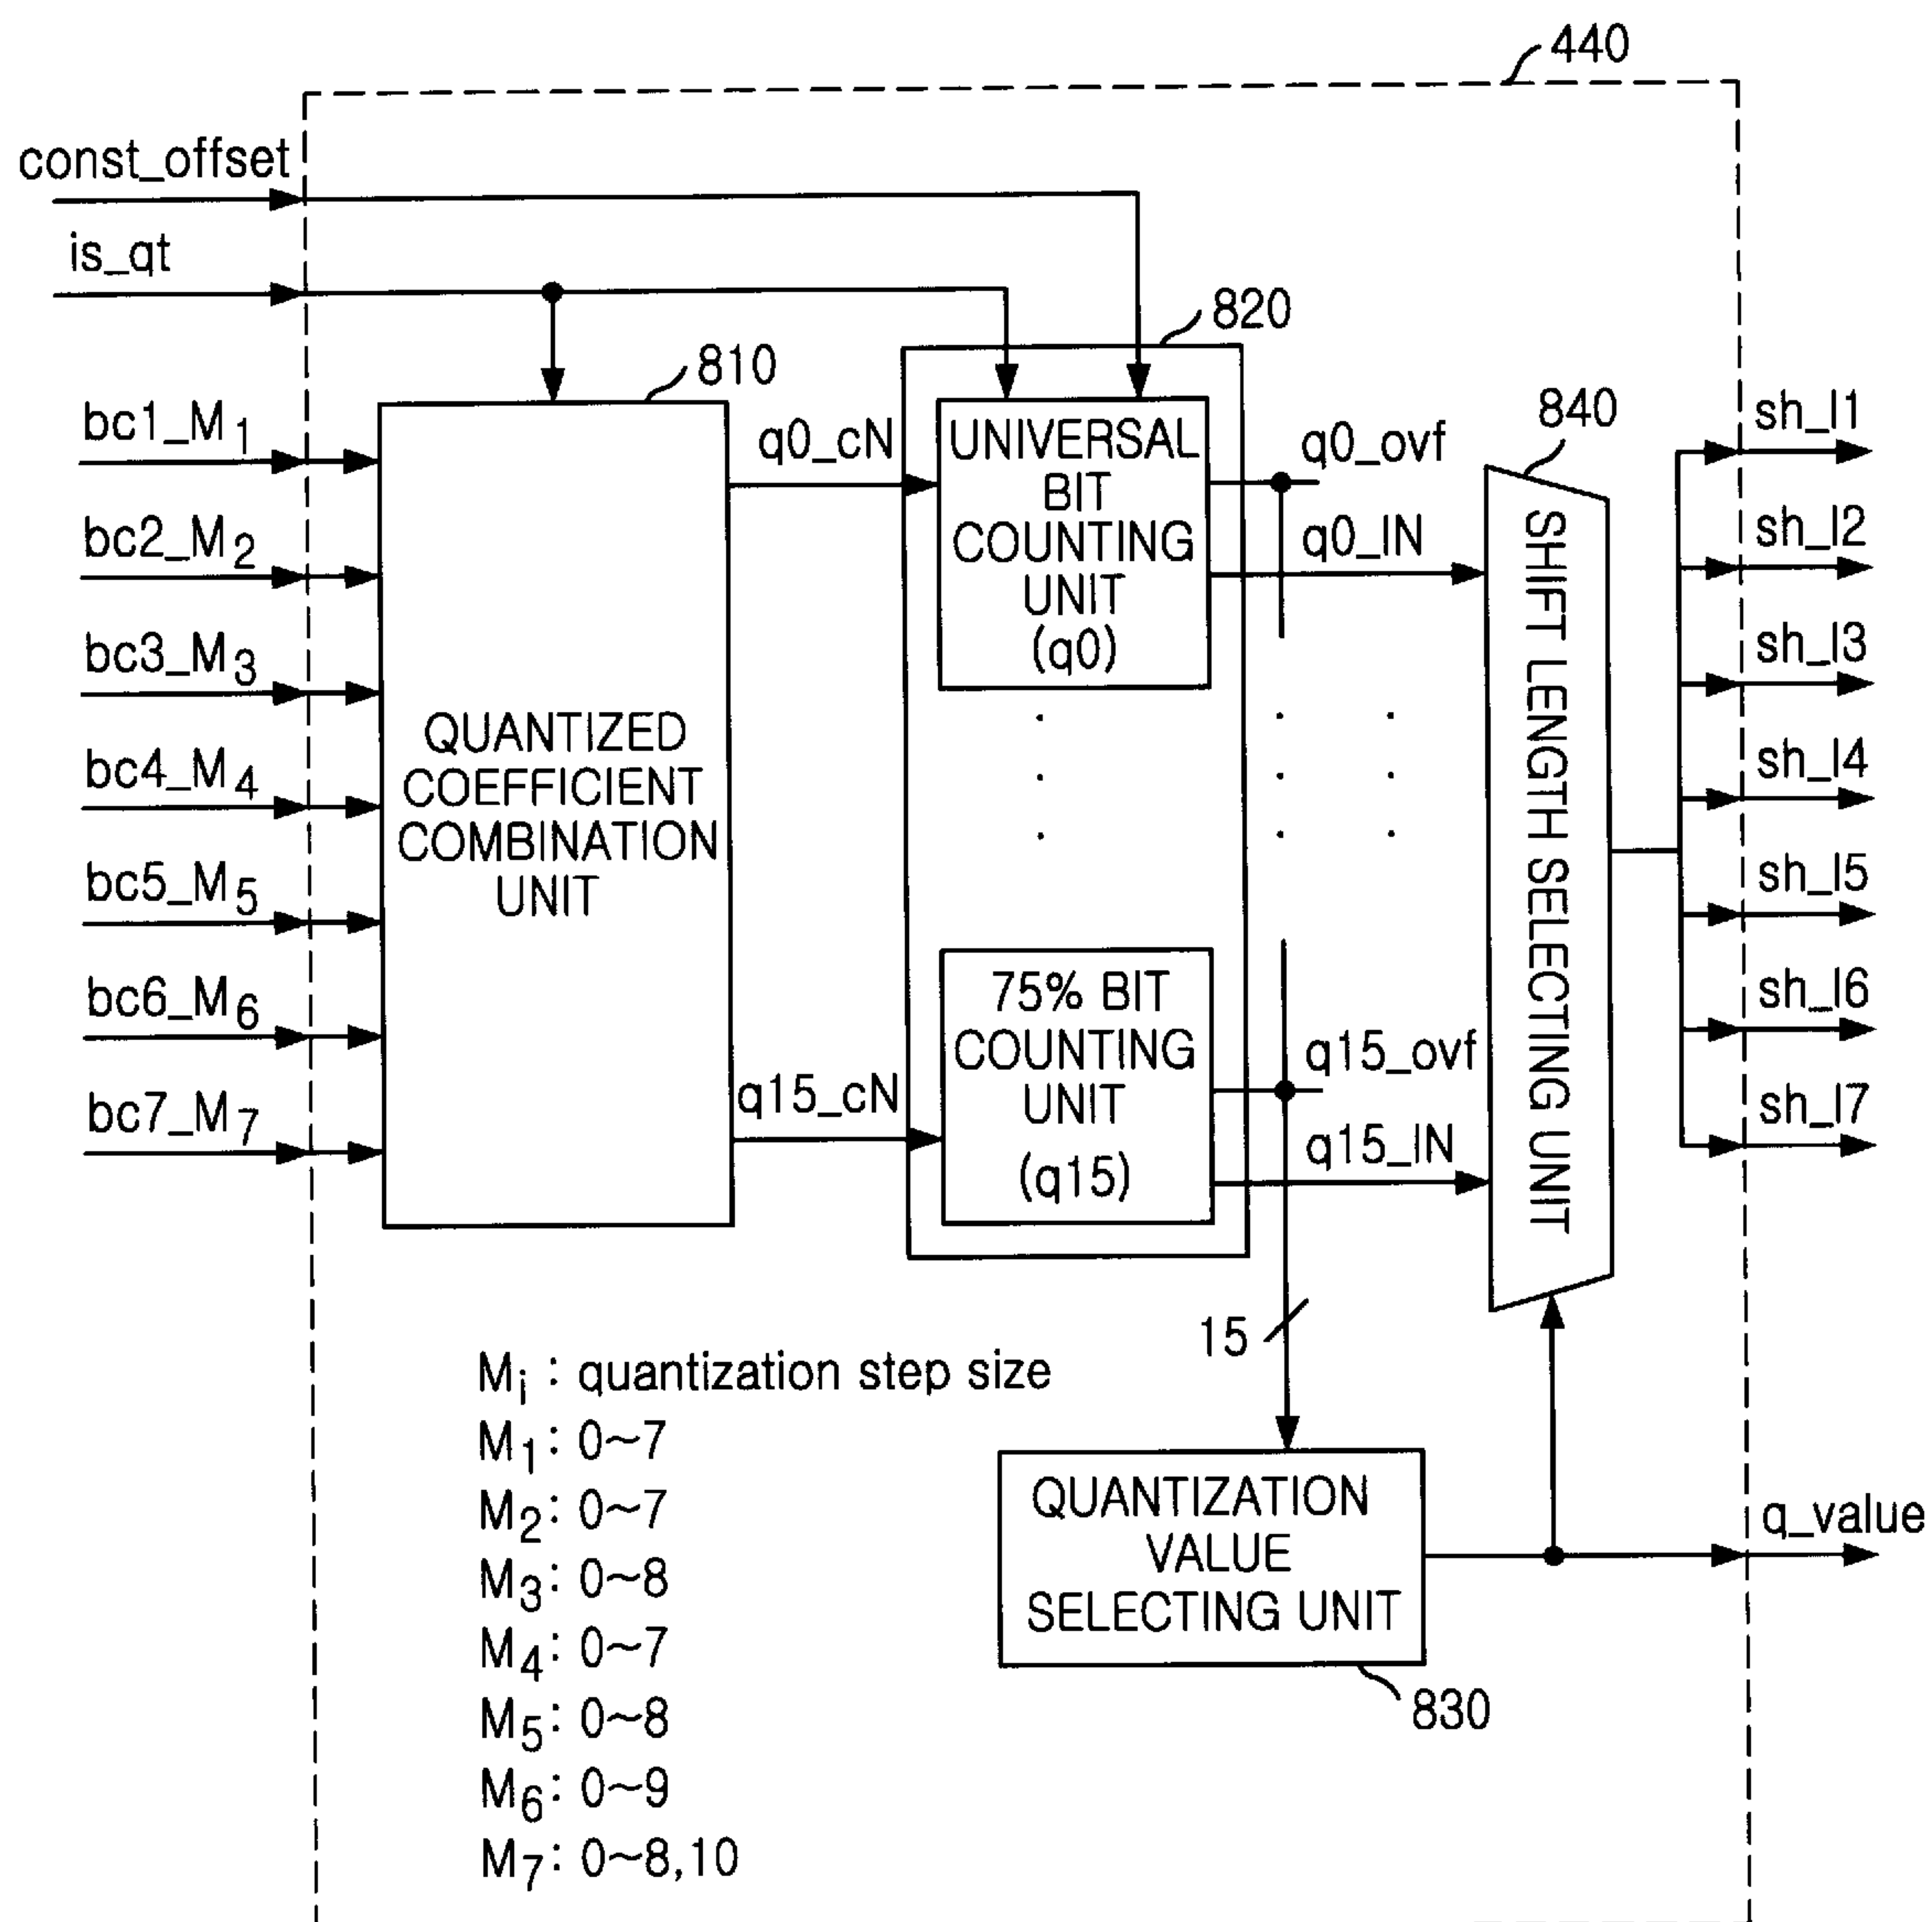 440
const_offset
is_qt
820
810
840
bc1_M1
bc2_M2
bc3_M3
bc4_M4
bc5_M5
bc6_M6
bc7_M7
QUANTIZED
COEFFICIENT
COMBINATION
UNIT
q0_cN
q15_cN
UNIVERSAL
BIT
COUNTING
UNIT
(q0)
75% BIT
COUNTING
UNIT
(q15)
q0_ovf
q0_lN
q15_ovf
q15_lN
SHIFT LENGTH SELECTING UNIT
sh_l1
sh_l2
sh_l3
sh_l4
sh_l5
sh_l6
sh_l7
15
QUANTIZATION
VALUE
SELECTING UNIT
830
q_value
Mi : quantization step size
M1 : 0~7
M2 : 0~7
M3 : 0~8
M4 : 0~7
M5 : 0~8
M6 : 0~9
M7 : 0~8,10